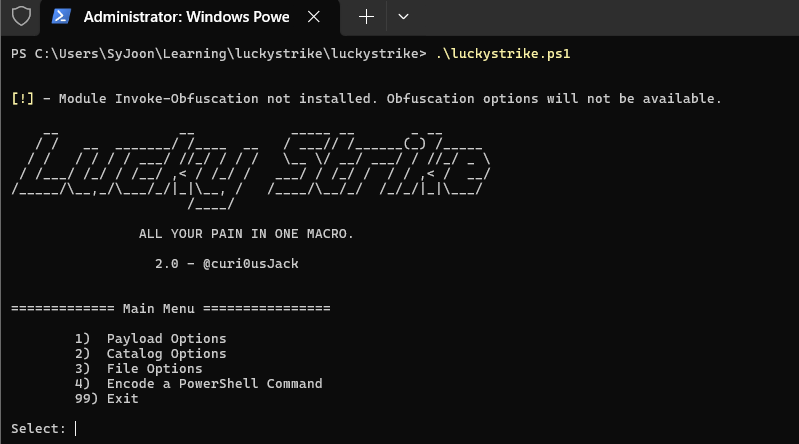 Administrator: Windows Powe
PS C:\Users\SyJoon\Learning\luckystrike\luckystrike> .\luckystrike.ps1
[!] - Module Invoke-Obfuscation not installed. Obfuscation options will not be available.
Lucky Strike
ALL YOUR PAIN IN ONE MACRO.
2.0 - @curi0usJack
============= Main Menu ================
1) Payload Options
2) Catalog Options
3) File Options
4) Encode a PowerShell Command
99) Exit
Select: